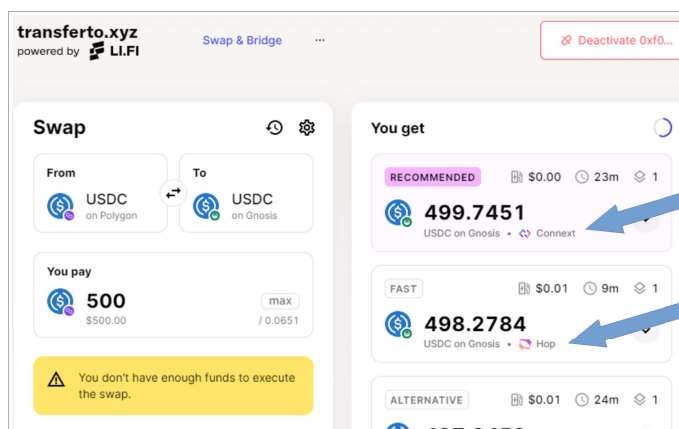 transferto.xyz
powered by LI.FI
Swap & Bridge ...
Deactivate 0xf0...
Swap
From
USDC
on Polygon
To
USDC
on Gnosis
You pay
500
$500.00
max
/ 0.0651
You don't have enough funds to execute
the swap.
You get
RECOMMENDED $0.00 23m 1
499.7451
USDC on Gnosis • Connext
FAST $0.01 9m 1
498.2784
USDC on Gnosis • Hop
ALTERNATIVE $0.01 24m 1